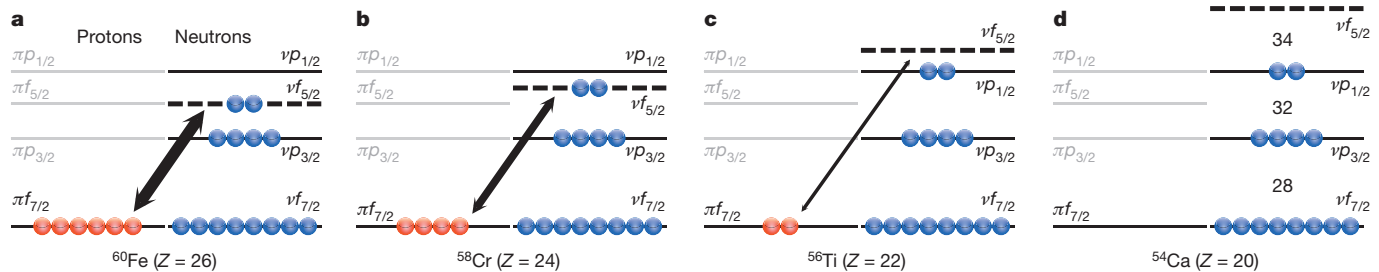 a
Protons Neutrons
πp1/2
νp1/2
πf5/2
νf5/2
πp3/2
νp3/2
πf7/2
νf7/2
60Fe (Z = 26)
b
πp1/2
νp1/2
πf5/2
νf5/2
πp3/2
νp3/2
πf7/2
νf7/2
58Cr (Z = 24)
c
νf5/2
πp1/2
νp1/2
πf5/2
πp3/2
νp3/2
πf7/2
νf7/2
56Ti (Z = 22)
d
νf5/2
34
πp1/2
νp1/2
πf5/2
32
πp3/2
νp3/2
28
πf7/2
νf7/2
54Ca (Z = 20)